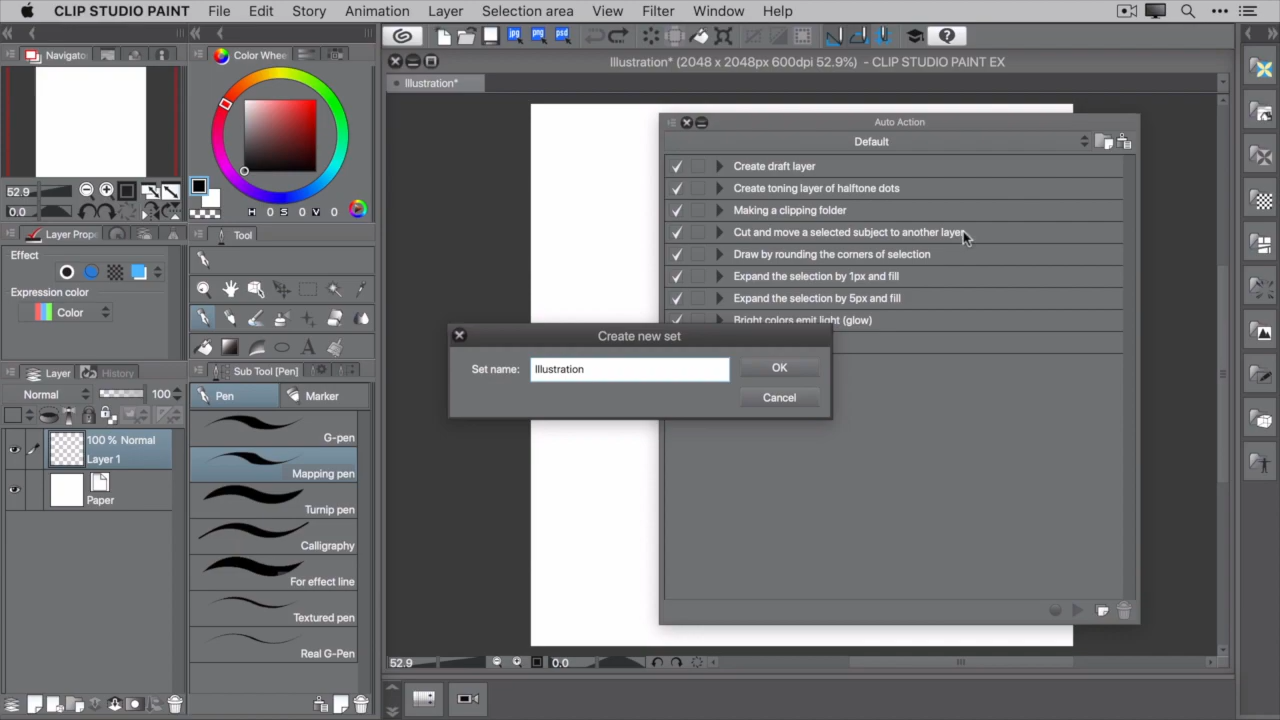 CLIP STUDIO PAINT File Edit Story Animation Layer Selection area View Filter Window Help
Navigato
Color Whee
Illustration* (2048 x 2048px 600dpi 52.9%) - CLIP STUDIO PAINT EX
Illustration*
Auto Action
Default
Create draft layer
Create toning layer of halftone dots
Making a clipping folder
Cut and move a selected subject to another layer
Draw by rounding the corners of selection
Expand the selection by 1px and fill
Expand the selection by 5px and fill
Bright colors emit light (glow)
52.9
0.0
H 0 S 0 V 0
Layer Prope
Tool
Effect
Expression color
Color
Create new set
Set name: Illustration
OK
Cancel
Layer
History
Normal 100
100 % Normal
Layer 1
Paper
Sub Tool [Pen]
Pen
Marker
G-pen
Mapping pen
Turnip pen
Calligraphy
For effect line
Textured pen
Real G-Pen
52.9 0.0